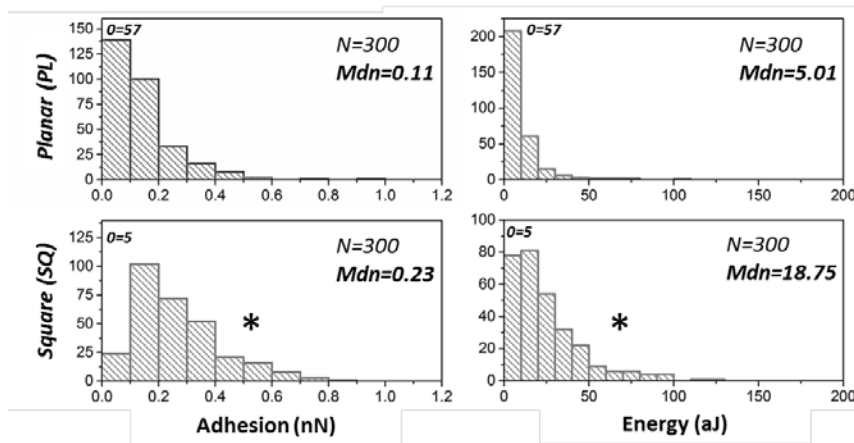 Planar (PL)
150
125
100
75
50
25
0
0=57
N=300
Mdn=0.11
0.0 0.2 0.4 0.6 0.8 1.0 1.2
200
150
100
50
0
0=57
N=300
Mdn=5.01
0 50 100 150 200
Square (SQ)
125
100
75
50
25
0
0=5
N=300
Mdn=0.23
*
0.0 0.2 0.4 0.6 0.8 1.0 1.2
Adhesion (nN)
100
80
60
40
20
0
0=5
N=300
Mdn=18.75
*
0 50 100 150 200
Energy (aJ)